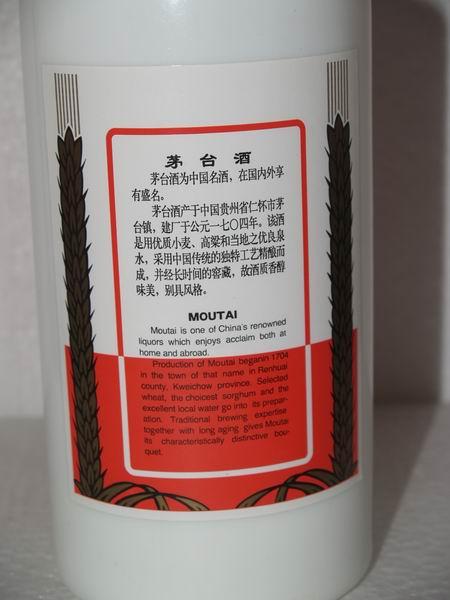 茅台酒
茅台酒为中国名酒，在国内外享
有盛名。
茅台酒产于中国贵州省仁怀市茅
台镇，建厂于公元一七〇四年。该酒
是用优质小麦、高粱和当地之优良泉
水，采用中国传统的独特工艺精酿而
成，并经长时间的窖藏，故酒质香醇
味美，别具风格。
MOUTAI
Moutai is one of China's renowned
liquors which enjoys acclaim both at
home and abroad.
Production of Moutai beganin 1704
in the town of that name in Renhuai
county, Kweichow province. Selected
wheat, the choicest sorghum and the
excellent local water go into its prepar-
ation. Traditional brewing expertise
together with long aging gives Moutai
its characteristically distinctive bou-
quet.